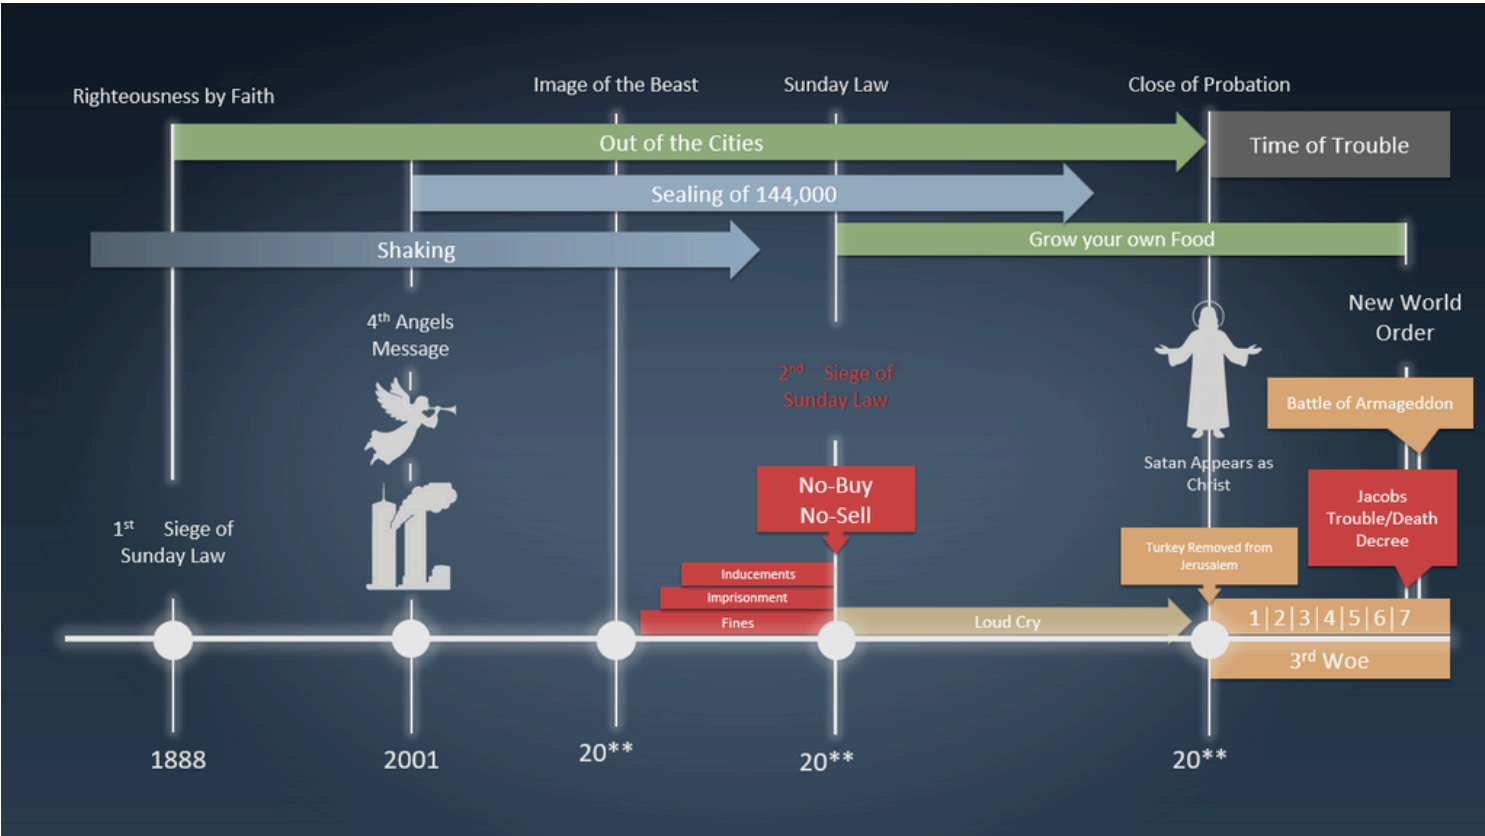 Righteousness by Faith
Image of the Beast
Sunday Law
Close of Probation
Out of the Cities
Time of Trouble
Sealing of 144,000
Shaking
Grow your own Food
4th Angels
Message
New World
Order
2nd Siege of
Sunday Law
Battle of Armageddon
Satan Appears as
Christ
No-Buy
No-Sell
Jacobs
Trouble/Death
Decree
1st Siege of
Sunday Law
Turkey Removed from
Jerusalem
Inducements
Imprisonment
Fines
Loud Cry
1|2|3|4|5|6|7
3rd Woe
1888
2001
20**
20**
20**